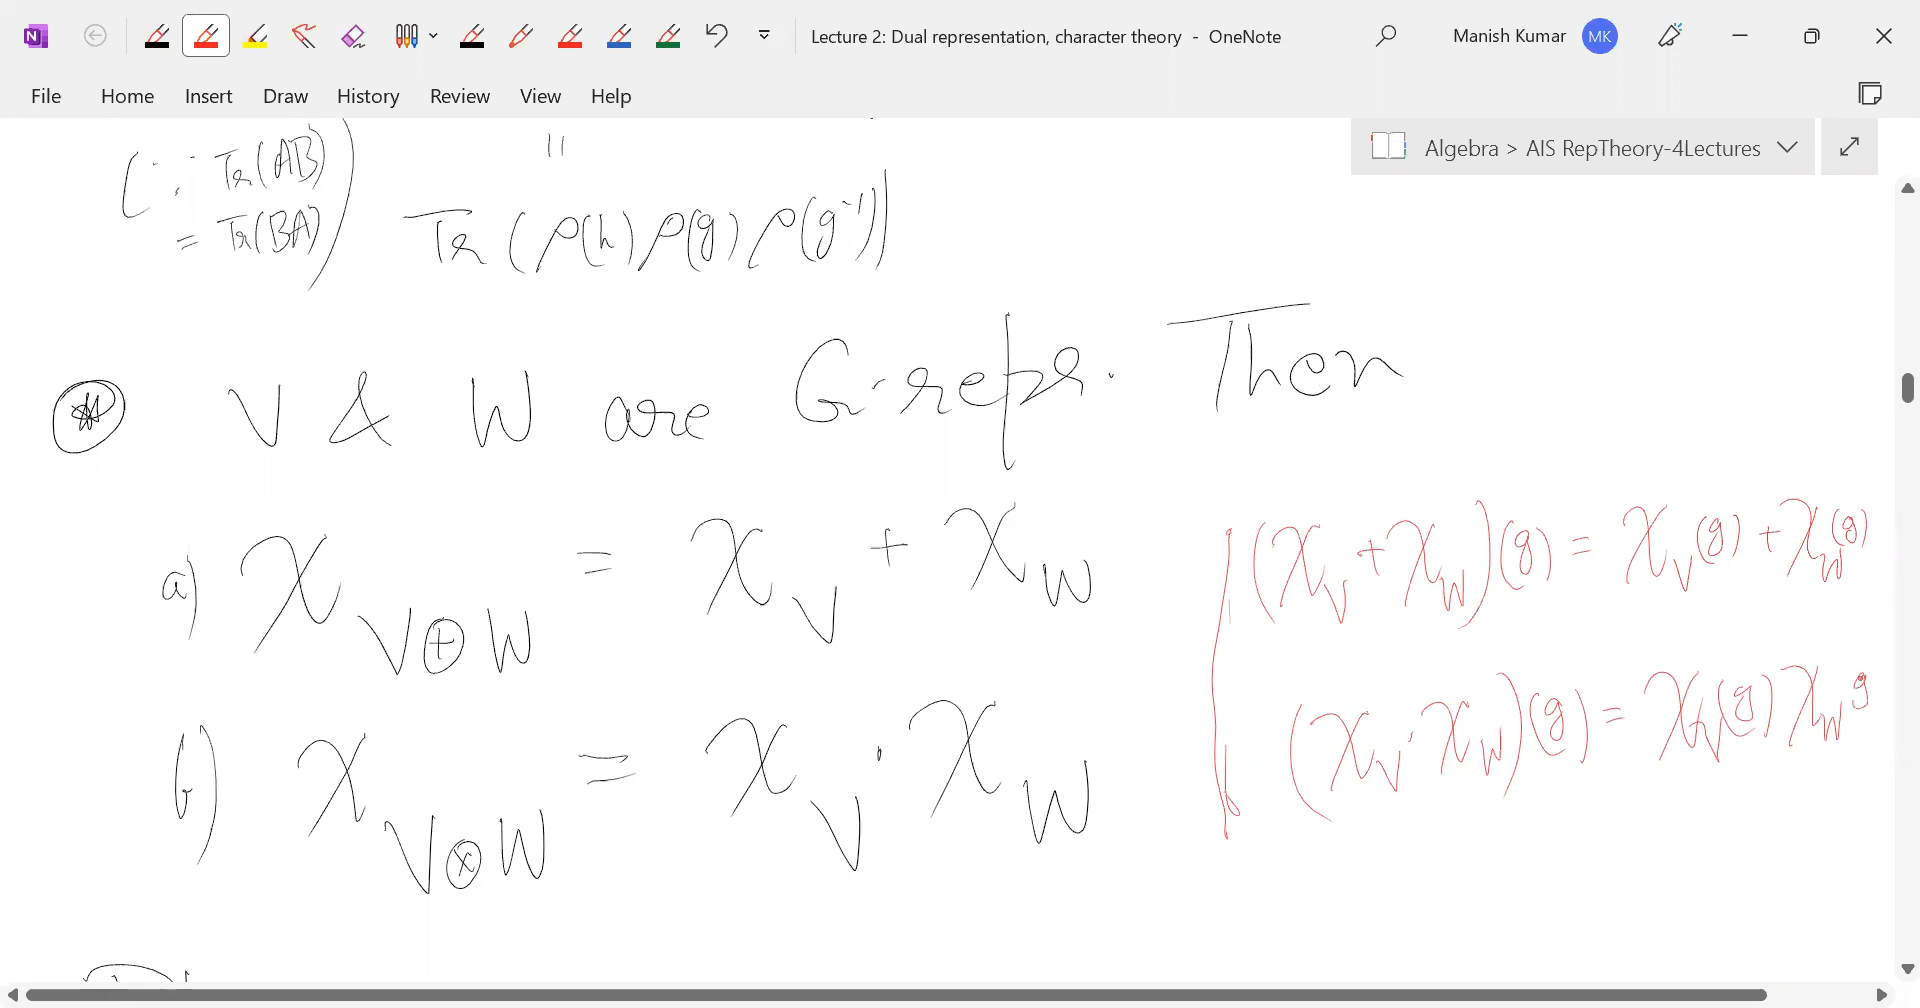 Lecture 2: Dual representation, character theory - OneNote
Manish Kumar MK
File Home Insert Draw History Review View Help
Algebra > AIS RepTheory-4Lectures
(∵ Tr(AB) = Tr(BA))
||
Tr(ρ(h)ρ(g)ρ(g⁻¹))
⊛ V & W are G-reps. Then
a) χ_{V⊕W} = χ_V + χ_W
(χ_V + χ_W)(g) = χ_V(g) + χ_W(g)
b) χ_{V⊗W} = χ_V · χ_W
(χ_V · χ_W)(g) = χ_V(g) χ_W g